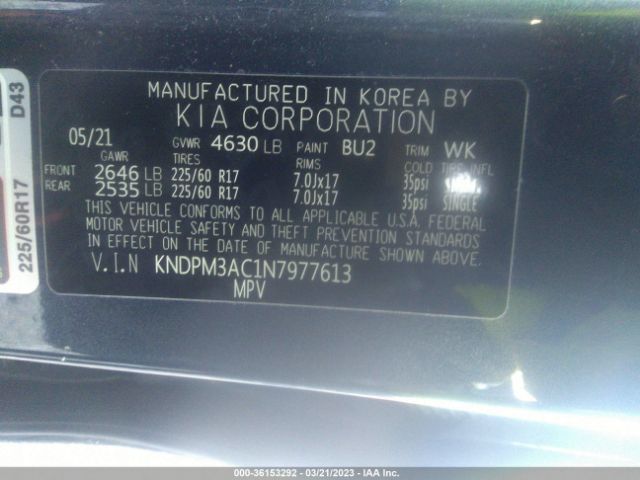 MANUFACTURED IN KOREA BY
KIA CORPORATION
05/21 GVWR 4630 LB PAINT BU2 TRIM WK
GAWR TIRES RIMS COLD TIRE INFL
FRONT 2646 LB 225/60 R17 7.0Jx17 35psi
REAR 2535 LB 225/60 R17 7.0Jx17 35psi SINGLE
THIS VEHICLE CONFORMS TO ALL APPLICABLE U.S.A. FEDERAL
MOTOR VEHICLE SAFETY AND THEFT PREVENTION STANDARDS
IN EFFECT ON THE DATE OF MANUFACTURE SHOWN ABOVE.
V.I.N KNDPM3AC1N7977613
MPV
225/60R17 D43
000-36153292 - 03/21/2023 - IAA Inc.